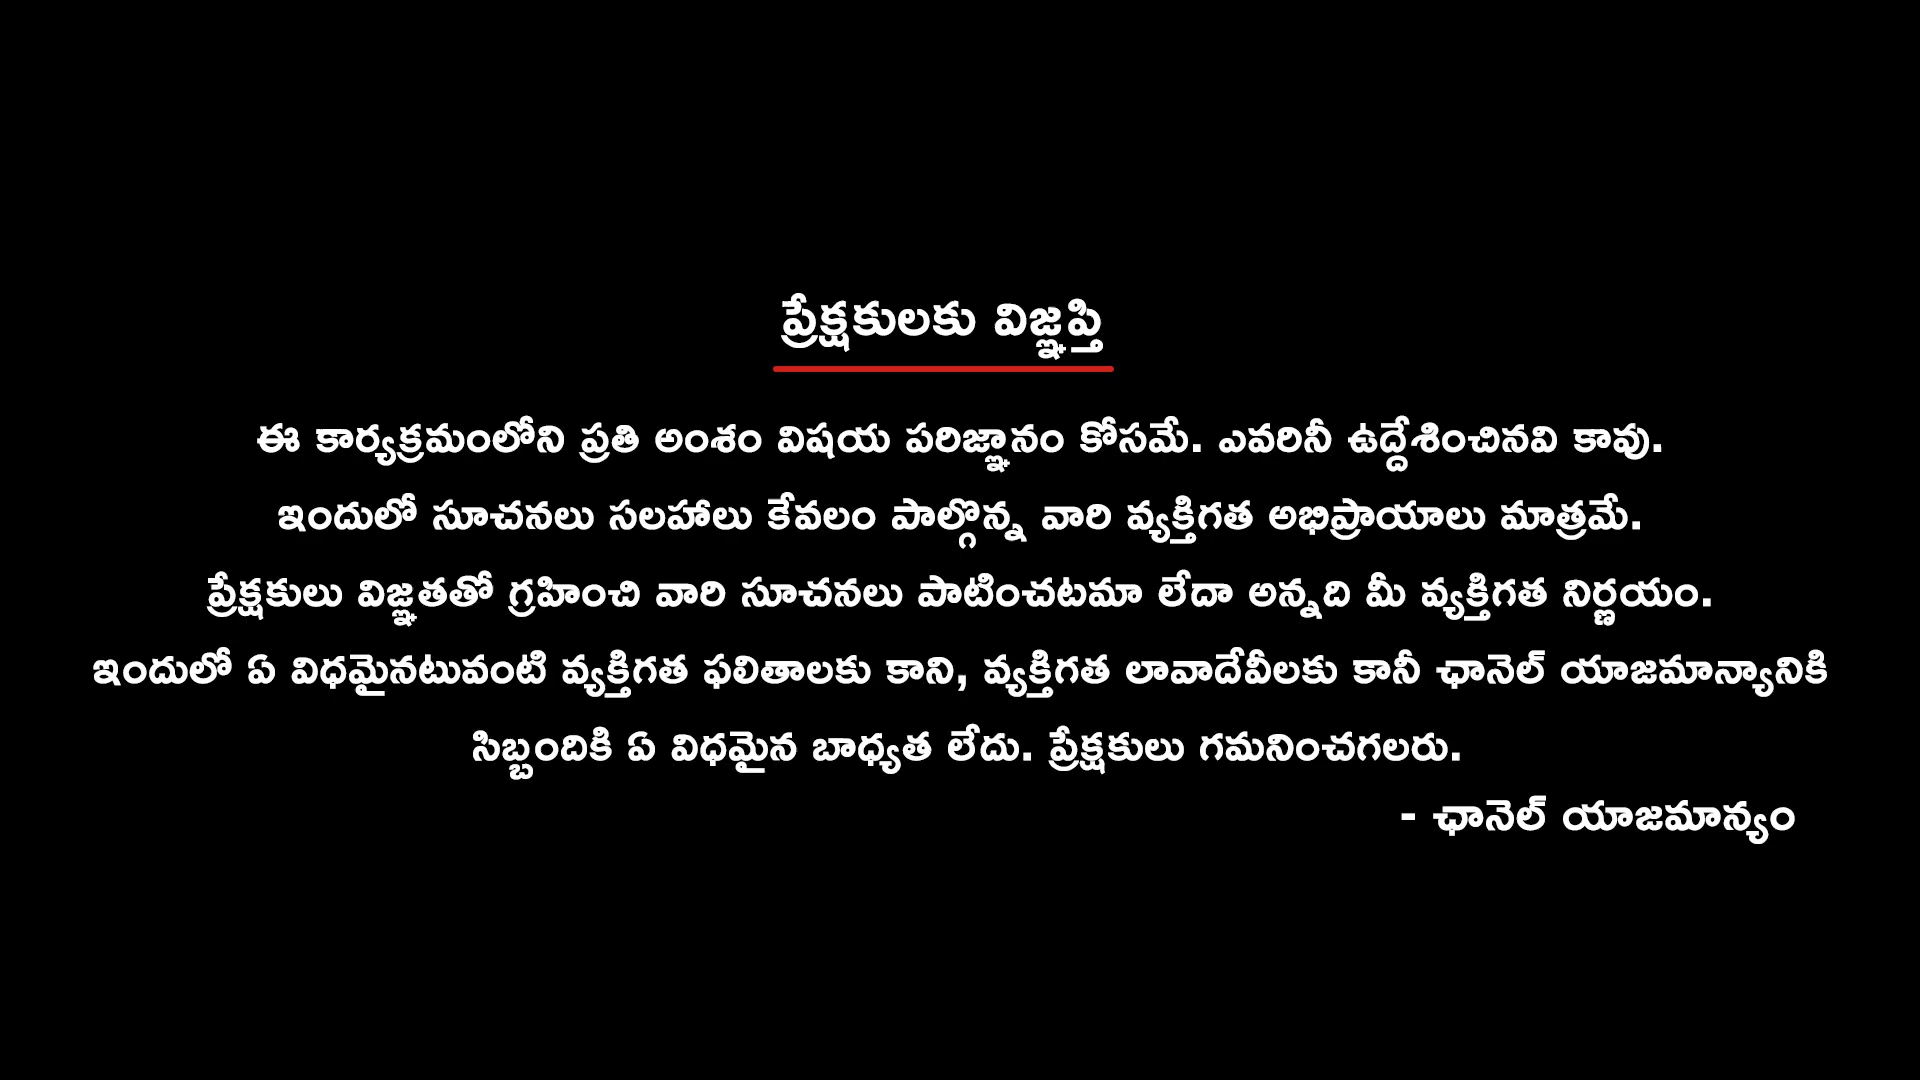 ప్రేక్షకులకు విజ్ఞప్తి
ఈ కార్యక్రమంలోని ప్రతి అంశం విషయ పరిజ్ఞానం కోసమే. ఎవరినీ ఉద్దేశించినవి కావు.
ఇందులో సూచనలు సలహాలు కేవలం పాల్గొన్న వారి వ్యక్తిగత అభిప్రాయాలు మాత్రమే.
ప్రేక్షకులు విజ్ఞతతో గ్రహించి వారి సూచనలు పాటించటమా లేదా అన్నది మీ వ్యక్తిగత నిర్ణయం.
ఇందులో ఏ విధమైనటువంటి వ్యక్తిగత ఫలితాలకు కాని, వ్యక్తిగత లావాదేవీలకు కానీ ఛానెల్ యాజమాన్యానికి
సిబ్బందికి ఏ విధమైన బాధ్యత లేదు. ప్రేక్షకులు గమనించగలరు.
- ఛానెల్ యాజమాన్యం